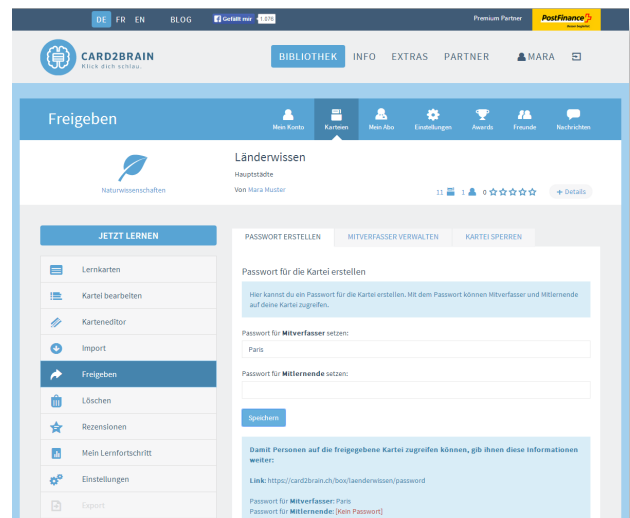 DE FR EN BLOG Gefällt mir 1.076 Premium Partner PostFinance
CARD2BRAIN
Klick dich schlau.
BIBLIOTHEK INFO EXTRAS PARTNER MARA
Freigeben
Mein Konto Karteien Mein Abo Einstellungen Awards Freunde Nachrichten
Länderwissen
Hauptstädte
Naturwissenschaften
Von Mara Muster
11 1 0 + Details
JETZT LERNEN
PASSWORT ERSTELLEN MITVERFASSER VERWALTEN KARTEI SPERREN
Lernkarten
Kartei bearbeiten
Karteneditor
Import
Freigeben
Löschen
Rezensionen
Mein Lernfortschritt
Einstellungen
Export
Passwort für die Kartei erstellen
Hier kannst du ein Passwort für die Kartei erstellen. Mit dem Passwort können Mitverfasser und Mitlernende
auf deine Kartei zugreifen.
Passwort für Mitverfasser setzen:
Paris
Passwort für Mitlernende setzen:
Speichern
Damit Personen auf die freigegebene Kartei zugreifen können, gib ihnen diese Informationen
weiter:
Link: https://card2brain.ch/box/laenderwissen/password
Passwort für Mitverfasser: Paris
Passwort für Mitlernende: [Kein Passwort]